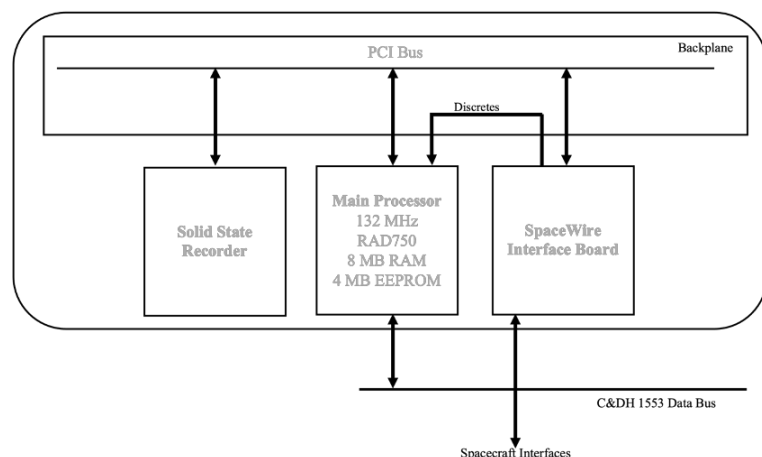 PCI Bus
Backplane
Discretes
Solid State
Recorder
Main Processor
132 MHz
RAD750
8 MB RAM
4 MB EEPROM
SpaceWire
Interface Board
C&DH 1553 Data Bus
Spacecraft Interfaces